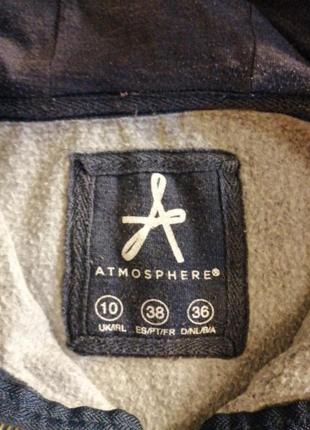 ATMOSPHERE®
10 38 36
UK/IRL ES/PT/FR D/NL/B/A